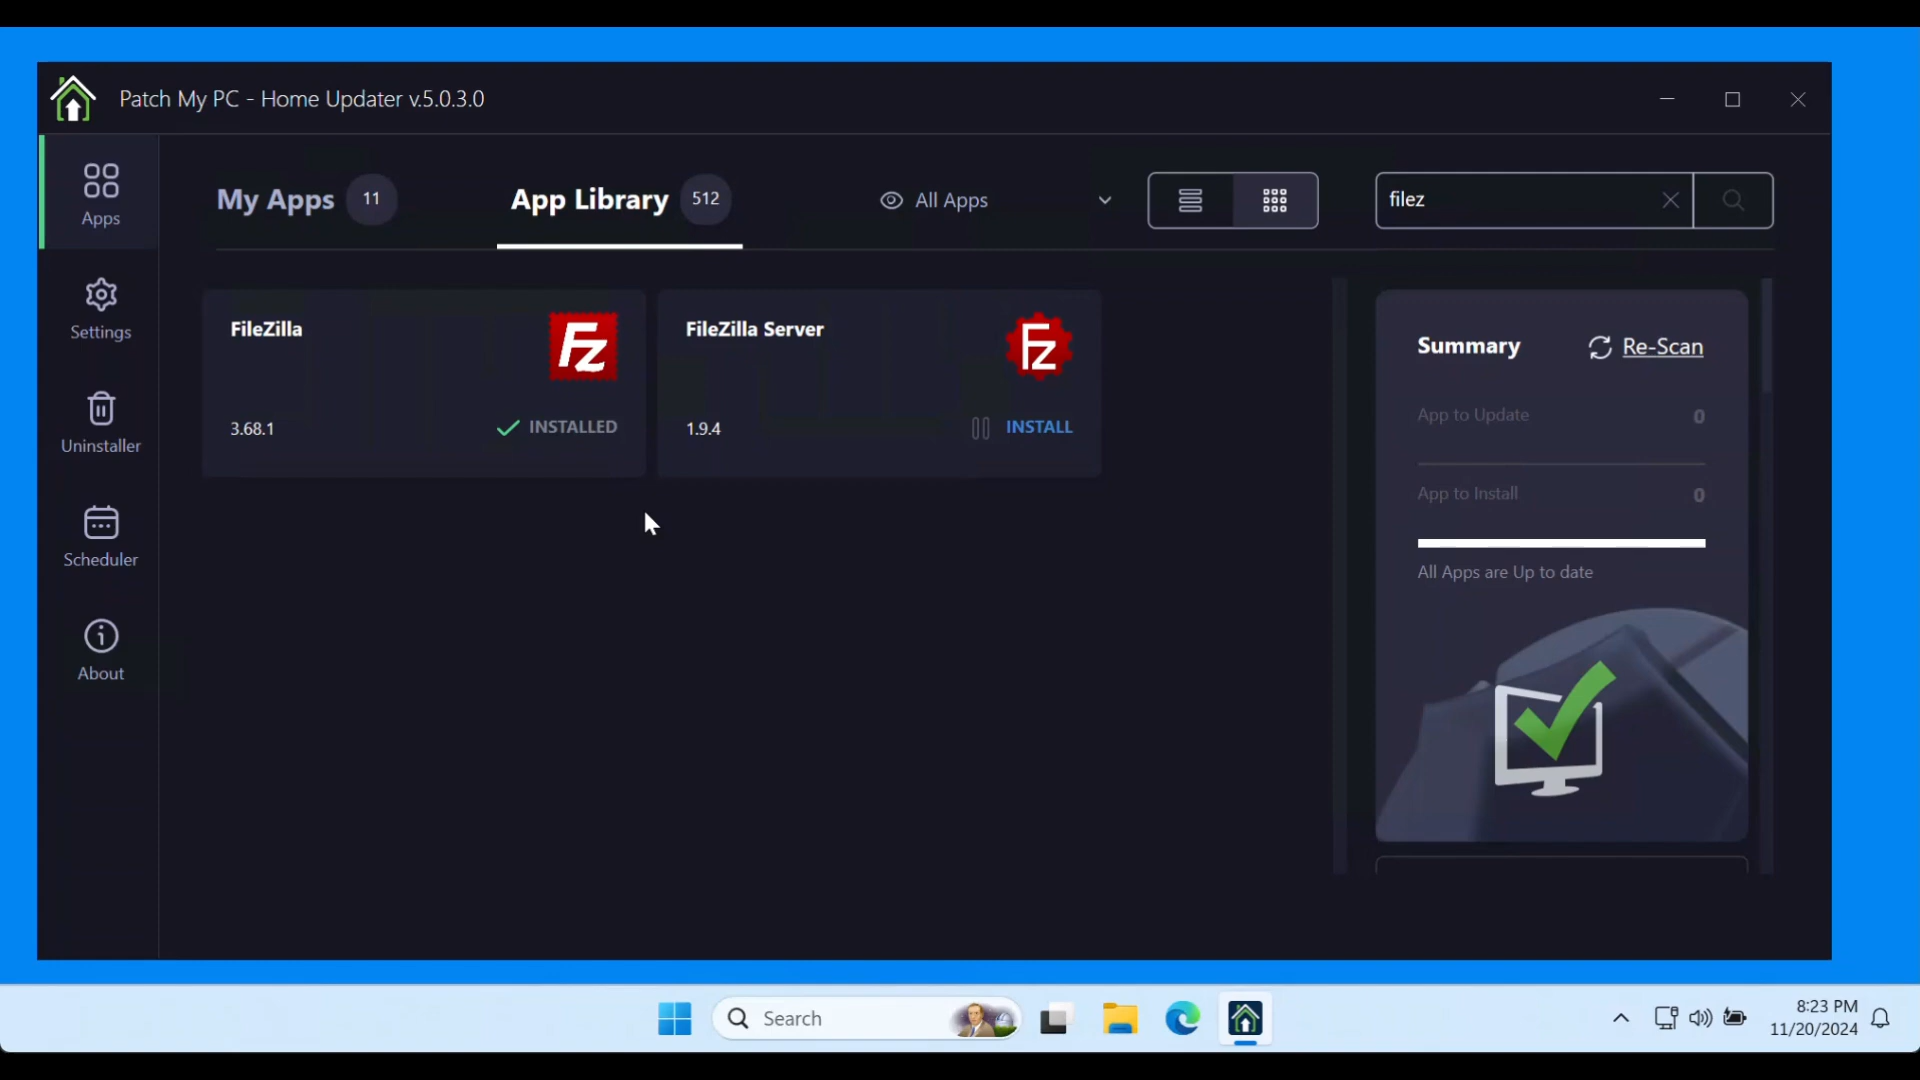 Patch My PC - Home Updater v.5.0.3.0
Apps
Settings
Uninstaller
Scheduler
About
My Apps 11
App Library 512
All Apps
filez
FileZilla
3.68.1
INSTALLED
FileZilla Server
1.9.4
INSTALL
Summary
Re-Scan
App to Update 0
App to Install 0
All Apps are Up to date
Search
8:23 PM
11/20/2024